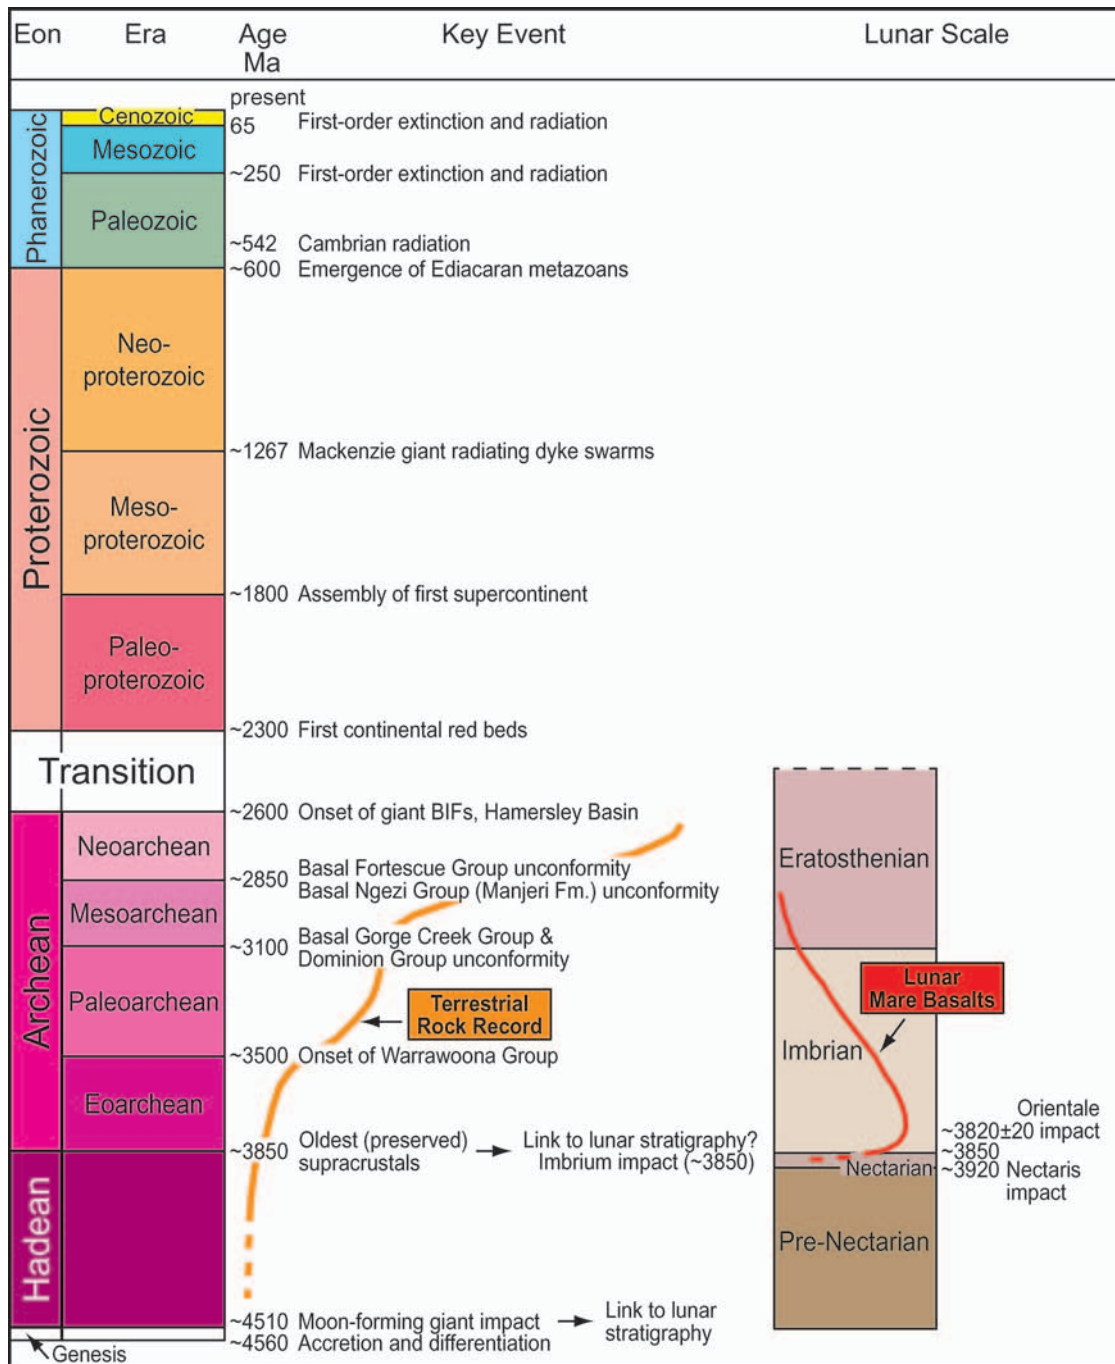 Eon Era Age Ma Key Event Lunar Scale
present
Phanerozoic
Cenozoic
65 First-order extinction and radiation
Mesozoic
~250 First-order extinction and radiation
Paleozoic
~542 Cambrian radiation
~600 Emergence of Ediacaran metazoans
Proterozoic
Neo-
proterozoic
~1267 Mackenzie giant radiating dyke swarms
Meso-
proterozoic
~1800 Assembly of first supercontinent
Paleo-
proterozoic
~2300 First continental red beds
Transition
~2600 Onset of giant BIFs, Hamersley Basin
Archean
Neoarchean
Basal Fortescue Group unconformity
~2850
Basal Ngezi Group (Manjeri Fm.) unconformity
Mesoarchean
Basal Gorge Creek Group &
~3100
Dominion Group unconformity
Paleoarchean
Terrestrial
Rock Record
~3500 Onset of Warrawoona Group
Eoarchean
~3850 Oldest (preserved)
supracrustals
Link to lunar stratigraphy?
Imbrium impact (~3850)
Hadean
~4510 Moon-forming giant impact
Link to lunar
stratigraphy
~4560 Accretion and differentiation
Genesis
Eratosthenian
Lunar
Mare Basalts
Imbrian
Orientale
~3820±20 impact
~3850
Nectarian ~3920 Nectaris
impact
Pre-Nectarian